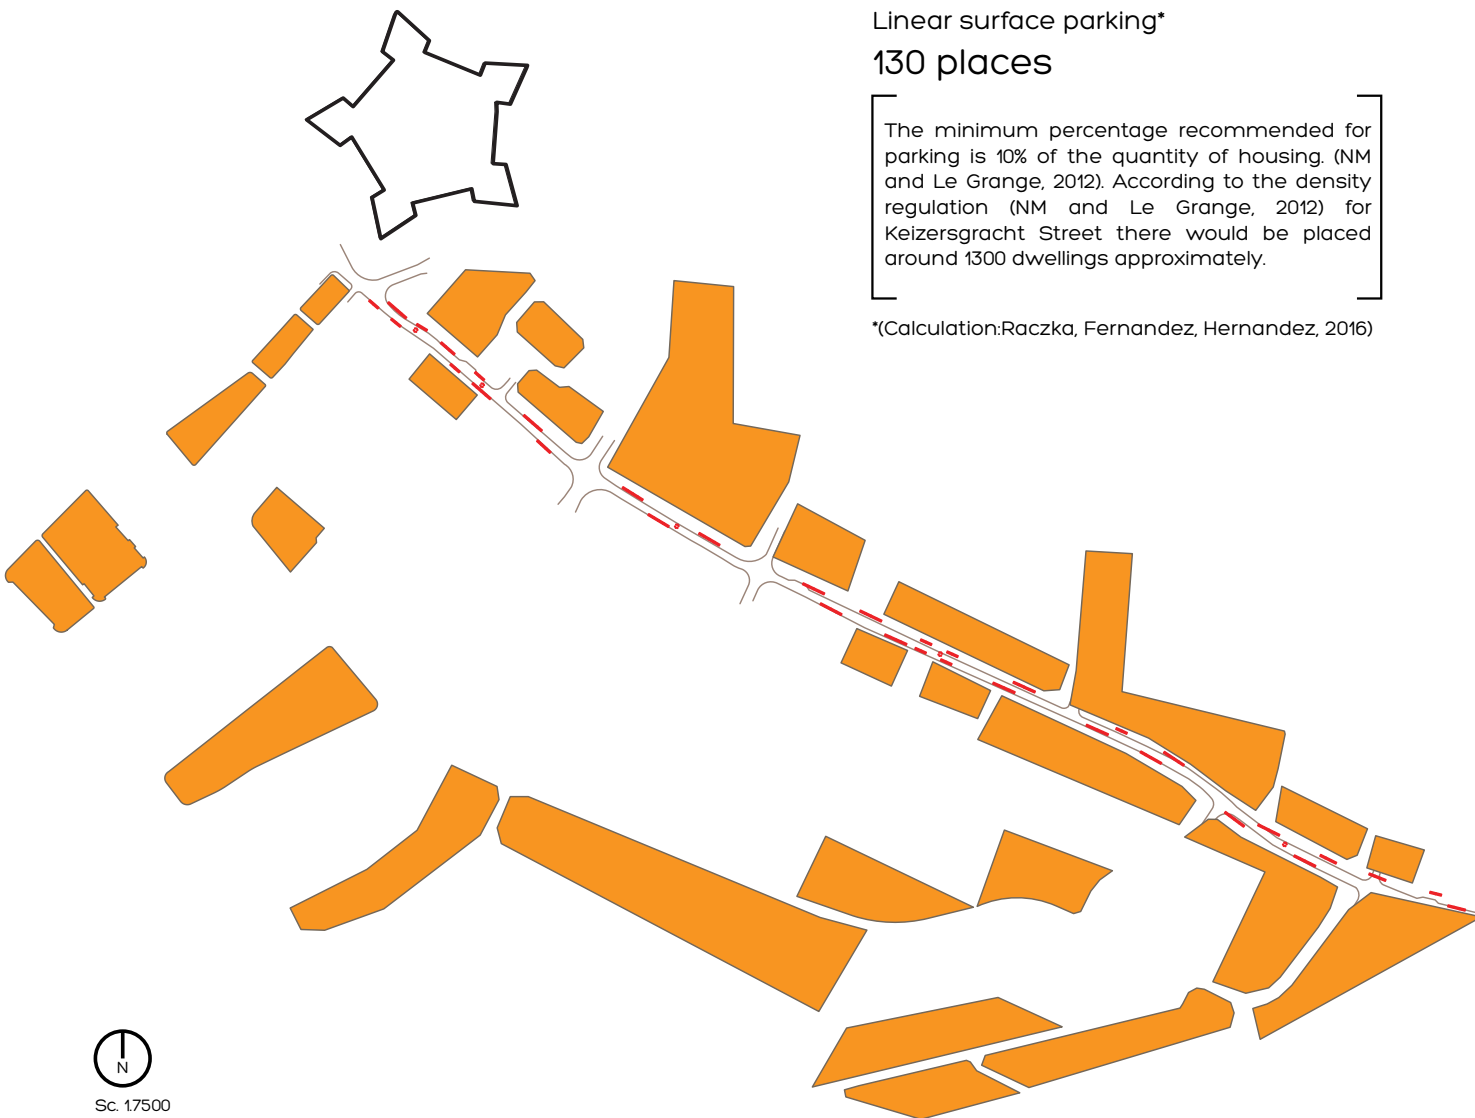 Linear surface parking*
130 places
The minimum percentage recommended for
parking is 10% of the quantity of housing. (NM
and Le Grange, 2012). According to the density
regulation (NM and Le Grange, 2012) for
Keizersgracht Street there would be placed
around 1300 dwellings approximately.
*(Calculation:Raczka, Fernandez, Hernandez, 2016)
N
Sc. 1:7500